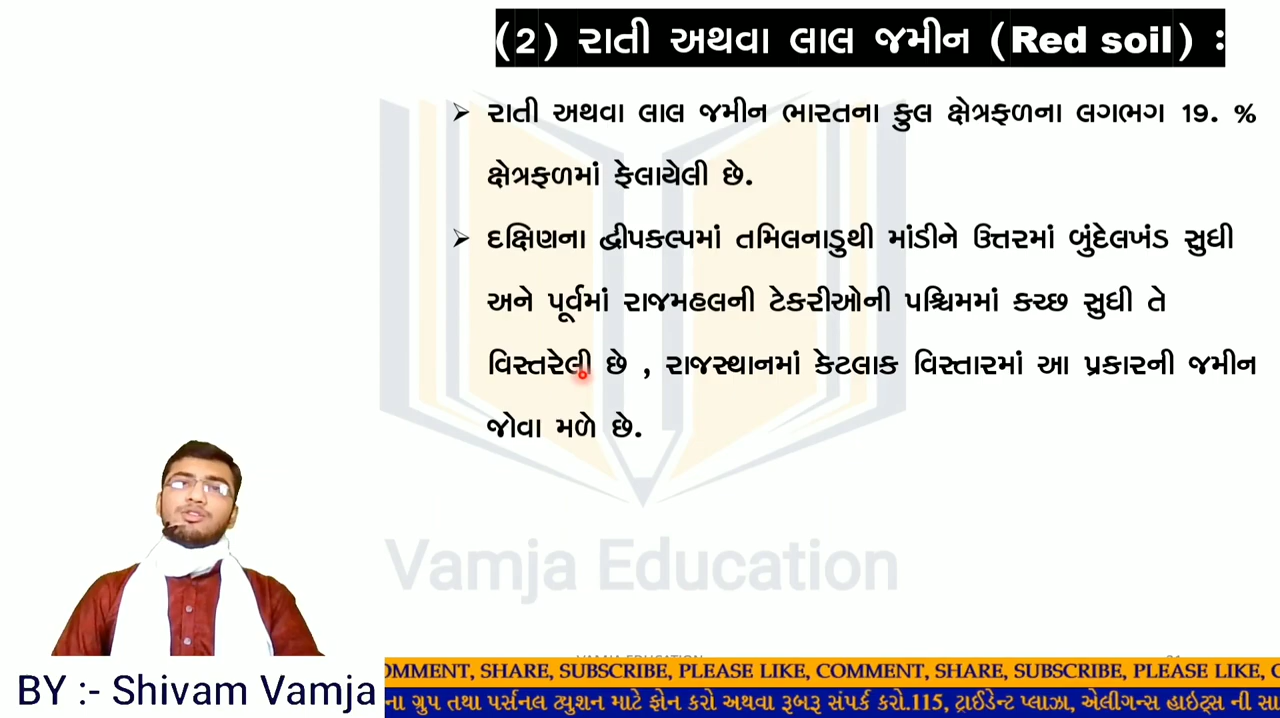 (2) રાતી અથવા લાલ જમીન (Red soil) :
➢ રાતી અથવા લાલ જમીન ભારતના કુલ ક્ષેત્રફળના લગભગ 19. %
ક્ષેત્રફળમાં ફેલાયેલી છે.
➢ દક્ષિણના દ્વીપકલ્પમાં તમિલનાડુથી માંડીને ઉત્તરમાં બુંદેલખંડ સુધી
અને પૂર્વમાં રાજમહલની ટેકરીઓની પશ્ચિમમાં કચ્છ સુધી તે
વિસ્તરેલી છે , રાજસ્થાનમાં કેટલાક વિસ્તારમાં આ પ્રકારની જમીન
જોવા મળે છે.
Vamja Education
BY :- Shivam Vamja
OMMENT, SHARE, SUBSCRIBE, PLEASE LIKE, COMMENT, SHARE, SUBSCRIBE, PLEASE LIKE, C
ના ગ્રુપ તથા પર્સનલ ટ્યુશન માટે ફોન કરો અથવા રૂબરૂ સંપર્ક કરો.115, ટ્રાઈડેન્ટ પ્લાઝા, એલીગન્સ હાઇટ્સ ની સા